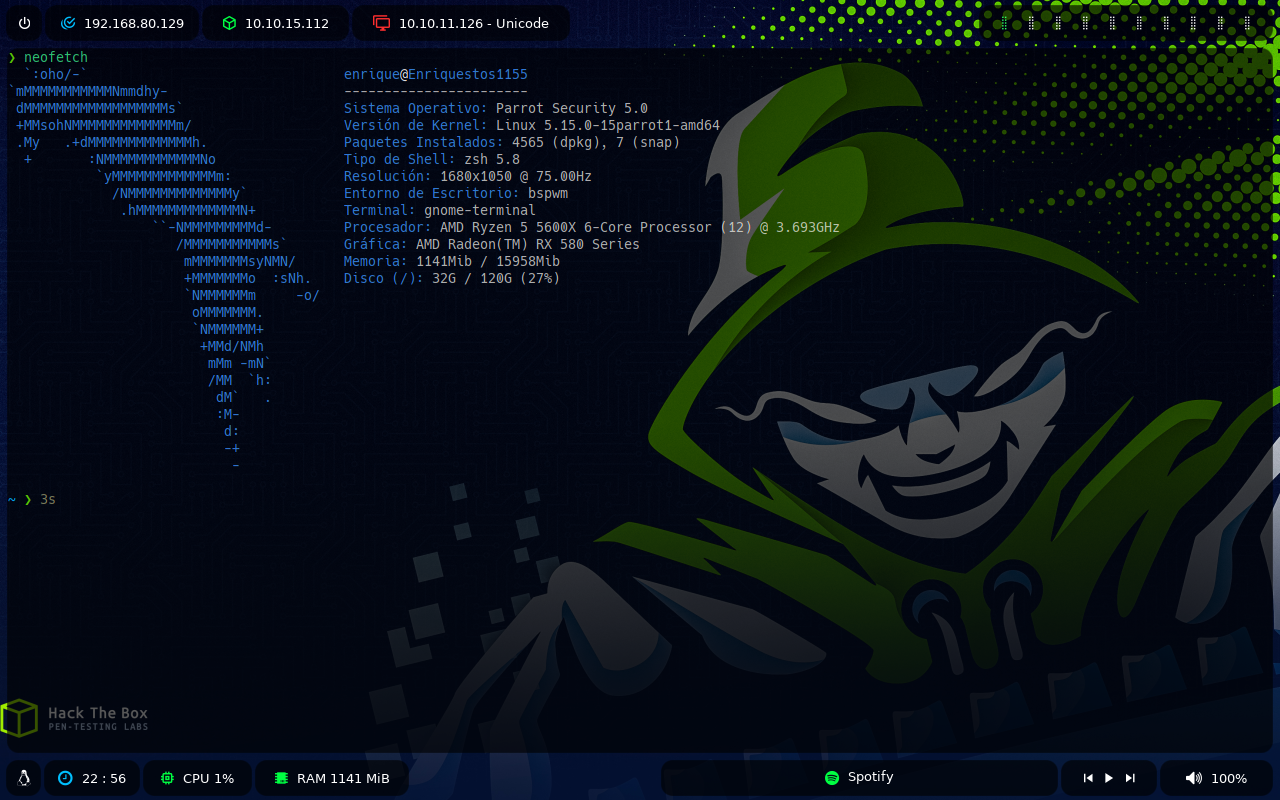 192.168.80.129
10.10.15.112
10.10.11.126 - Unicode
❯ neofetch
`:oho/-`
`mMMMMMMMMMMMNmmdhy-
dMMMMMMMMMMMMMMMMMMs`
+MMsohNMMMMMMMMMMMMMm/
.My   .+dMMMMMMMMMMMMMh.
+       :NMMMMMMMMMMMMNo
`yMMMMMMMMMMMMMm:
/NMMMMMMMMMMMMMy`
.hMMMMMMMMMMMMMN+
``-NMMMMMMMMMd-
/MMMMMMMMMMMs`
mMMMMMMMsyNMN/
+MMMMMMMo  :sNh.
`NMMMMMMm     -o/
oMMMMMMM.
`NMMMMMM+
+MMd/NMh
mMm -mN`
/MM  `h:
dM`   .
:M-
d:
-+
-
enrique@Enriquestos1155
-----------------------
Sistema Operativo: Parrot Security 5.0
Versión de Kernel: Linux 5.15.0-15parrot1-amd64
Paquetes Instalados: 4565 (dpkg), 7 (snap)
Tipo de Shell: zsh 5.8
Resolución: 1680x1050 @ 75.00Hz
Entorno de Escritorio: bspwm
Terminal: gnome-terminal
Procesador: AMD Ryzen 5 5600X 6-Core Processor (12) @ 3.693GHz
Gráfica: AMD Radeon(TM) RX 580 Series
Memoria: 1141Mib / 15958Mib
Disco (/): 32G / 120G (27%)
~ ❯ 3s
Hack The Box
PEN-TESTING LABS
22 : 56
CPU 1%
RAM 1141 MiB
Spotify
100%